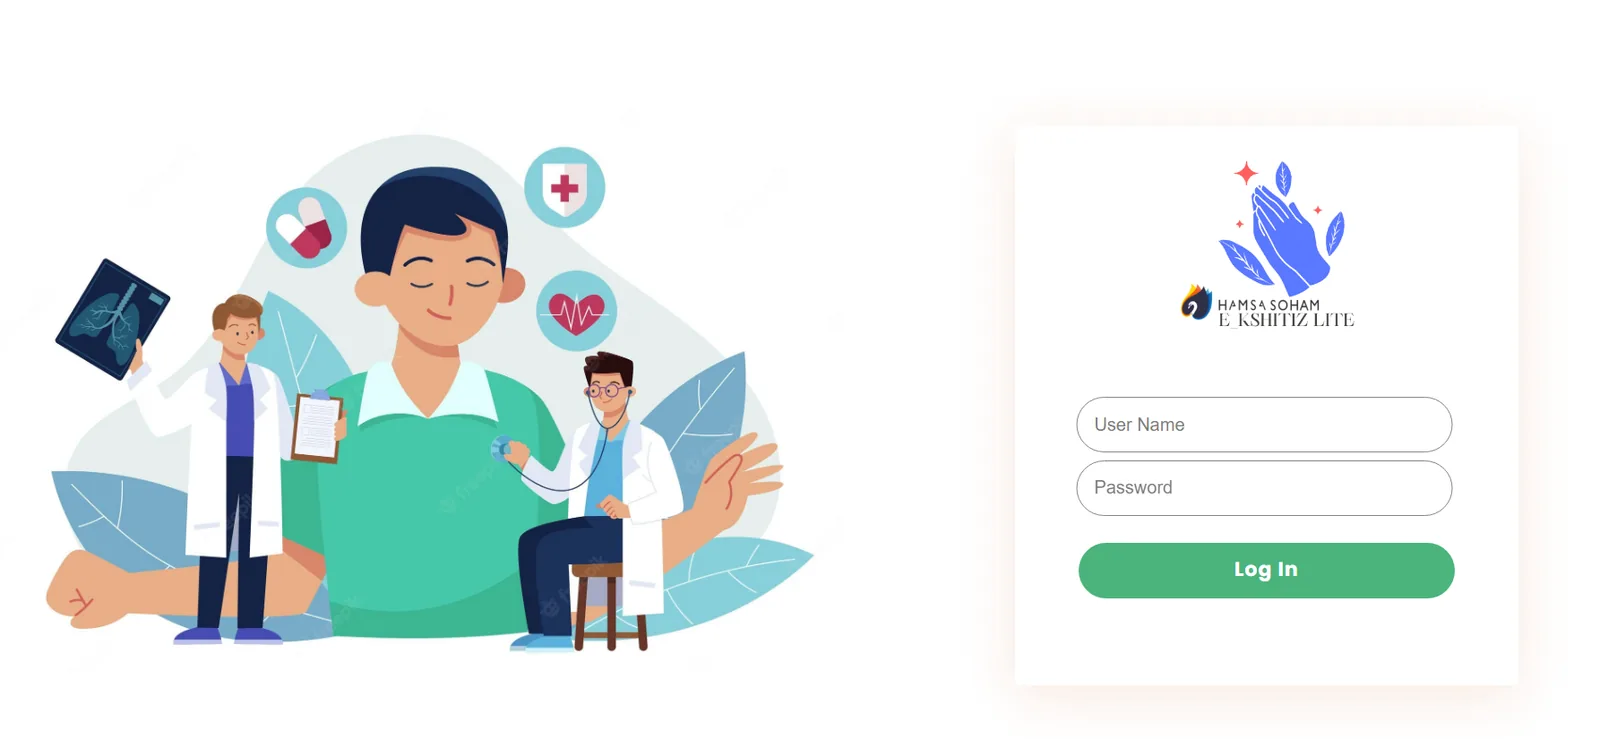 HAMSA SOHAM
E_KSHITIZ LITE
User Name
Password
Log In